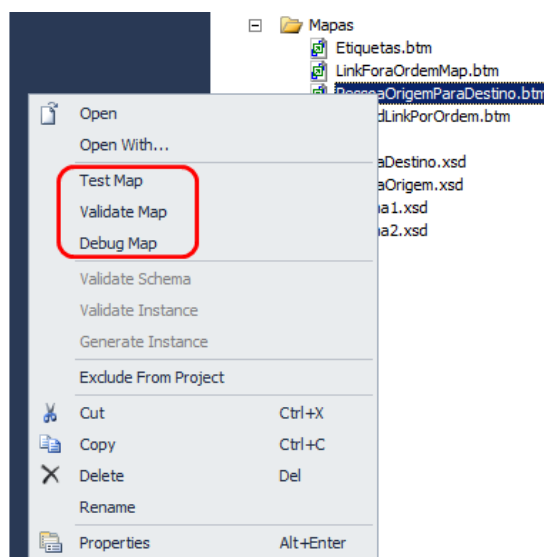 Mapas
Etiquetas.btm
LinkForaOrdemMap.btm
PessoaOrigemParaDestino.btm
dLinkPorOrdem.btm
aDestino.xsd
aOrigem.xsd
na1.xsd
na2.xsd
Open
Open With...
Test Map
Validate Map
Debug Map
Validate Schema
Validate Instance
Generate Instance
Exclude From Project
Cut Ctrl+X
Copy Ctrl+C
Delete Del
Rename
Properties Alt+Enter